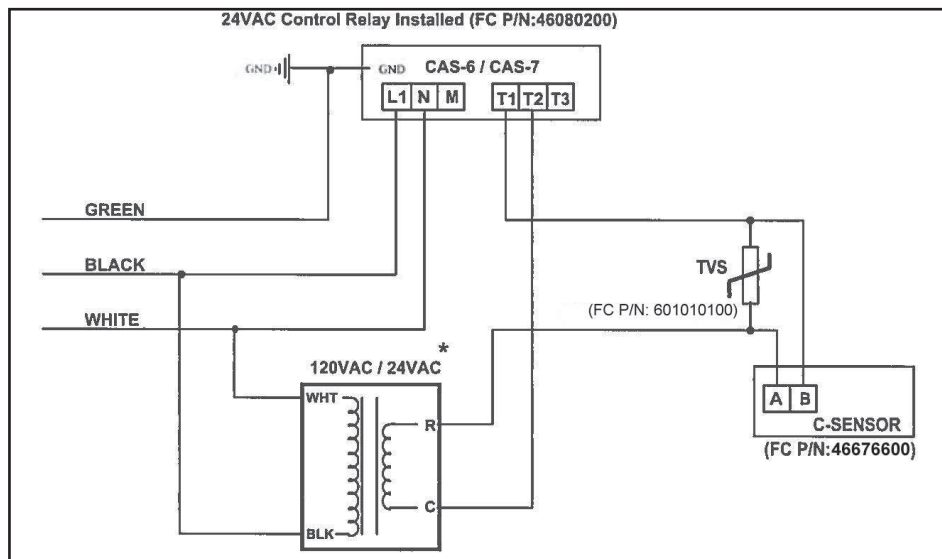 24VAC Control Relay Installed (FC P/N:46080200)
GND GND CAS-6 / CAS-7
L1 N M T1 T2 T3
GREEN
BLACK
TVS
(FC P/N: 601010100)
WHITE
*
120VAC / 24VAC
WHT
R
A B
C-SENSOR
(FC P/N:46676600)
C
BLK